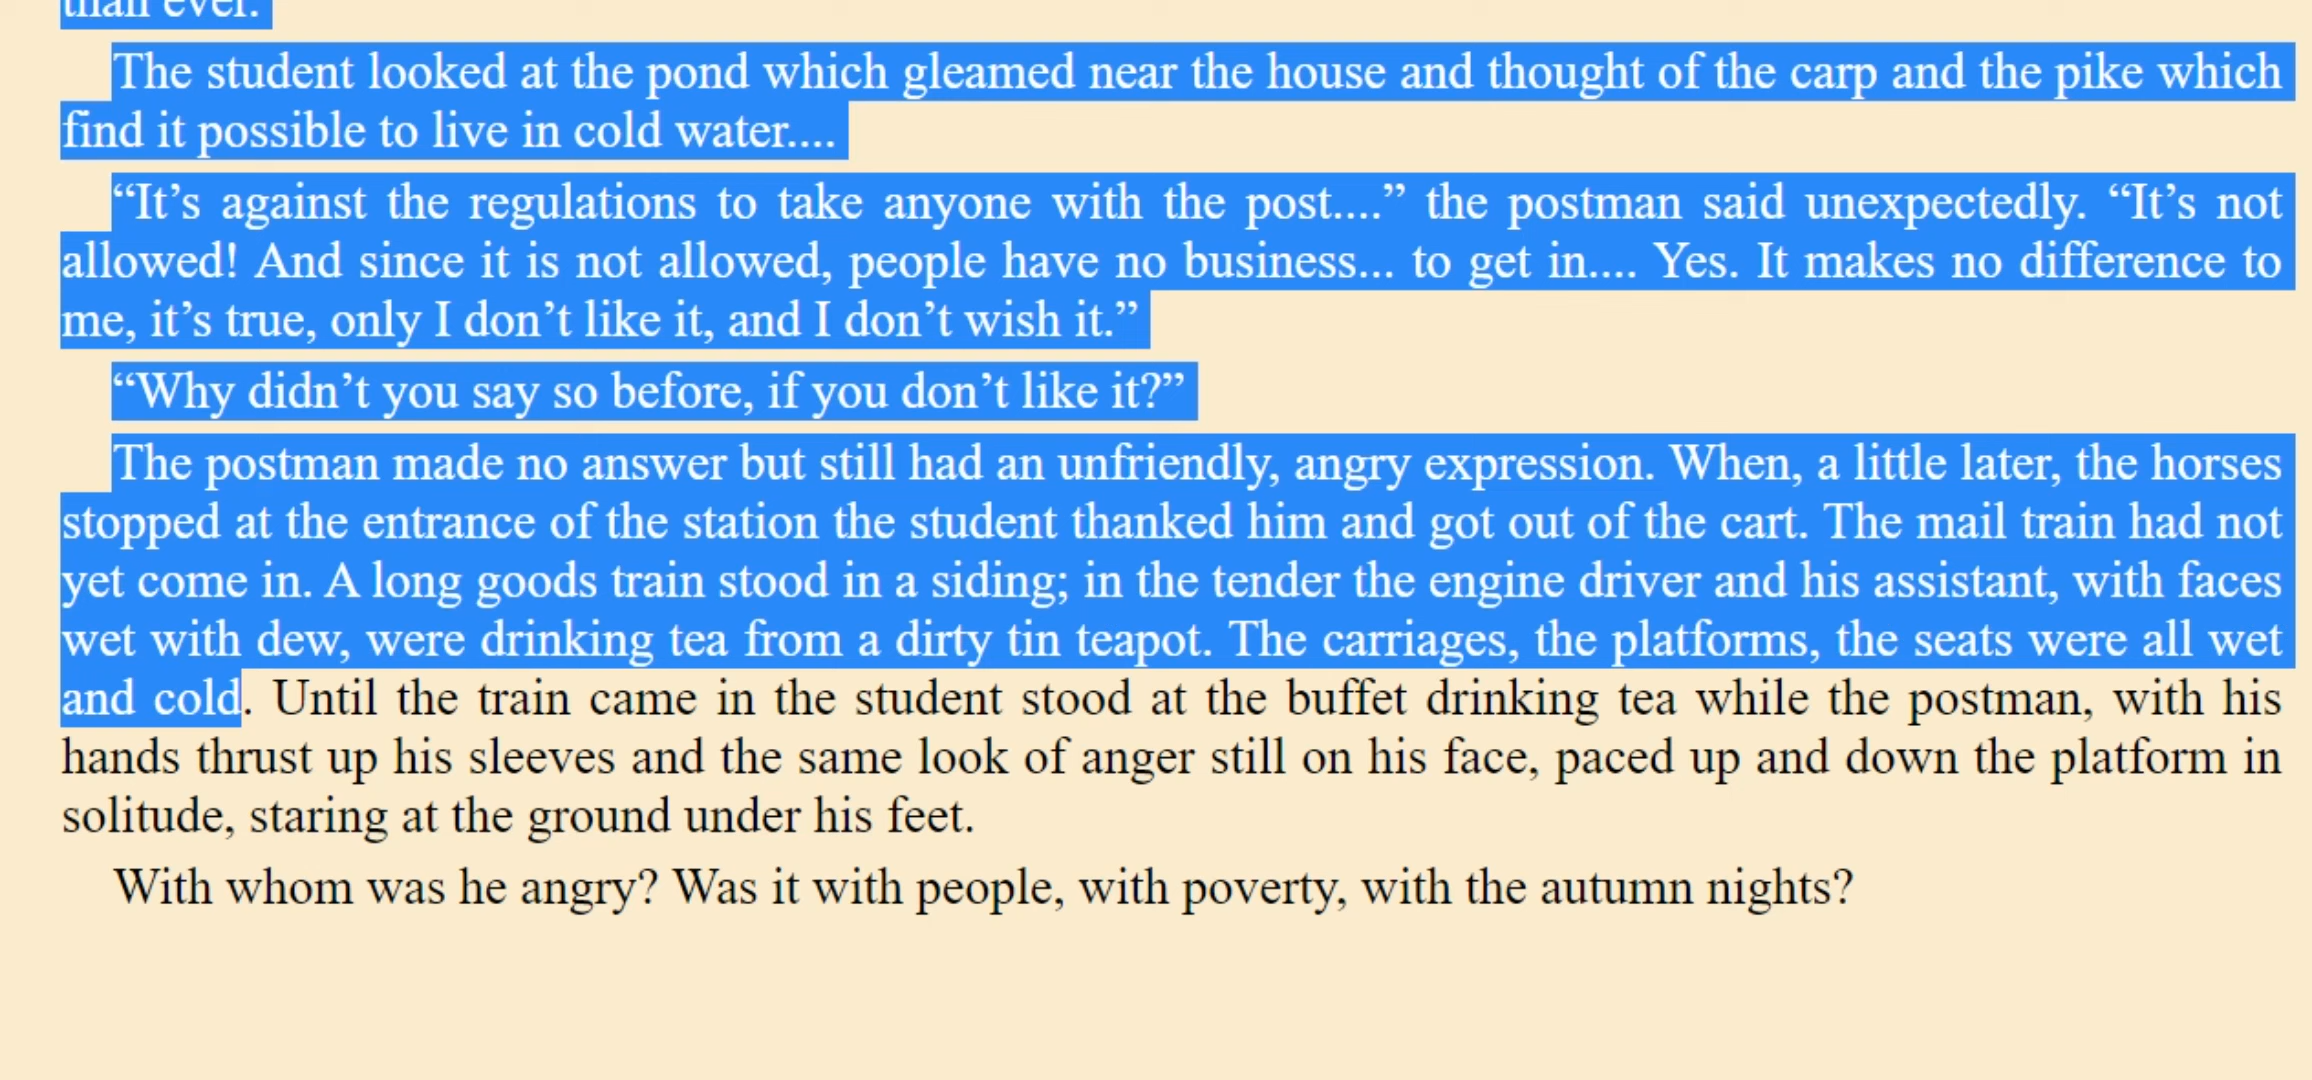 than ever.
The student looked at the pond which gleamed near the house and thought of the carp and the pike which
find it possible to live in cold water....
“It’s against the regulations to take anyone with the post....” the postman said unexpectedly. “It’s not
allowed! And since it is not allowed, people have no business... to get in.... Yes. It makes no difference to
me, it’s true, only I don’t like it, and I don’t wish it.”
“Why didn’t you say so before, if you don’t like it?”
The postman made no answer but still had an unfriendly, angry expression. When, a little later, the horses
stopped at the entrance of the station the student thanked him and got out of the cart. The mail train had not
yet come in. A long goods train stood in a siding; in the tender the engine driver and his assistant, with faces
wet with dew, were drinking tea from a dirty tin teapot. The carriages, the platforms, the seats were all wet
and cold. Until the train came in the student stood at the buffet drinking tea while the postman, with his
hands thrust up his sleeves and the same look of anger still on his face, paced up and down the platform in
solitude, staring at the ground under his feet.
With whom was he angry? Was it with people, with poverty, with the autumn nights?